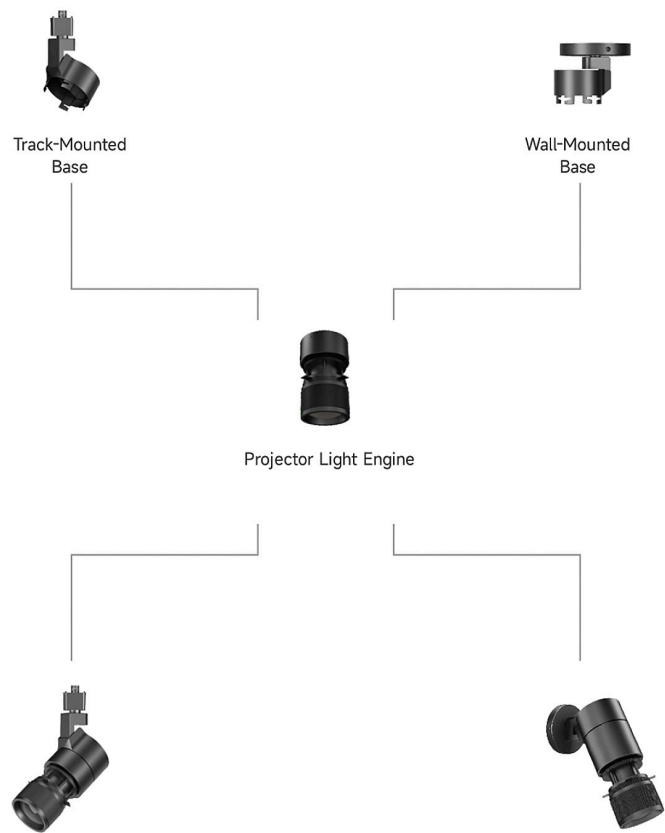 Track-Mounted
Base
Wall-Mounted
Base
Projector Light Engine